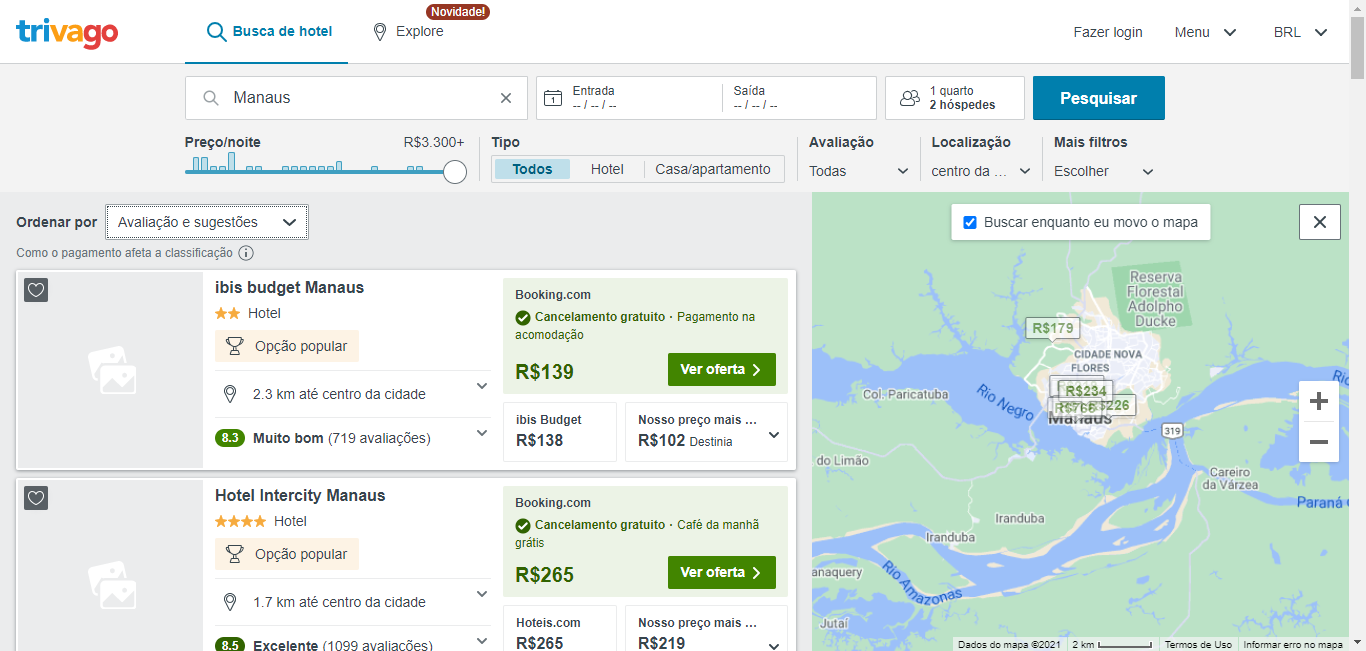 trivago
Busca de hotel
Novidade!
Explore
Fazer login
Menu
BRL
Manaus
Entrada
-- / -- / --
Saída
-- / -- / --
1 quarto
2 hóspedes
Pesquisar
Preço/noite
R$3.300+
Tipo
Todos
Hotel
Casa/apartamento
Avaliação
Todas
Localização
centro da ...
Mais filtros
Escolher
Ordenar por
Avaliação e sugestões
Como o pagamento afeta a classificação
ibis budget Manaus
Hotel
Opção popular
2.3 km até centro da cidade
8.3 Muito bom (719 avaliações)
Booking.com
Cancelamento gratuito · Pagamento na
acomodação
R$139
Ver oferta
ibis Budget
R$138
Nosso preço mais ...
R$102 Destinia
Hotel Intercity Manaus
Hotel
Opção popular
1.7 km até centro da cidade
8.5 Excelente (1099 avaliações)
Booking.com
Cancelamento gratuito · Café da manhã
grátis
R$265
Ver oferta
Hoteis.com
R$265
Nosso preço mais ...
R$219
Buscar enquanto eu movo o mapa
Reserva
Florestal
Adolpho
Ducke
R$179
CIDADE NOVA
FLORES
Col. Paricatuba
Rio Negro
R$234
R$766
226
Manaus
319
do Limão
Careiro
da Várzea
Paraná
Iranduba
Iranduba
anaquery
Rio Amazonas
Jutaí
Dados do mapa ©2021
2 km
Termos de Uso
Informar erro no mapa